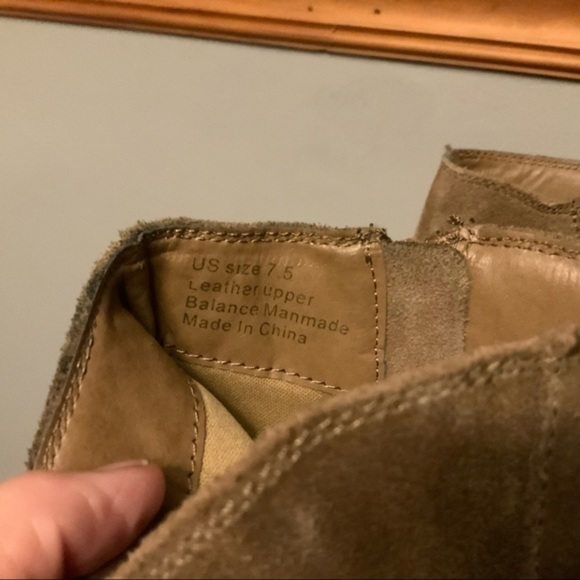 US size 7.5
Leather upper
Balance Manmade
Made In China